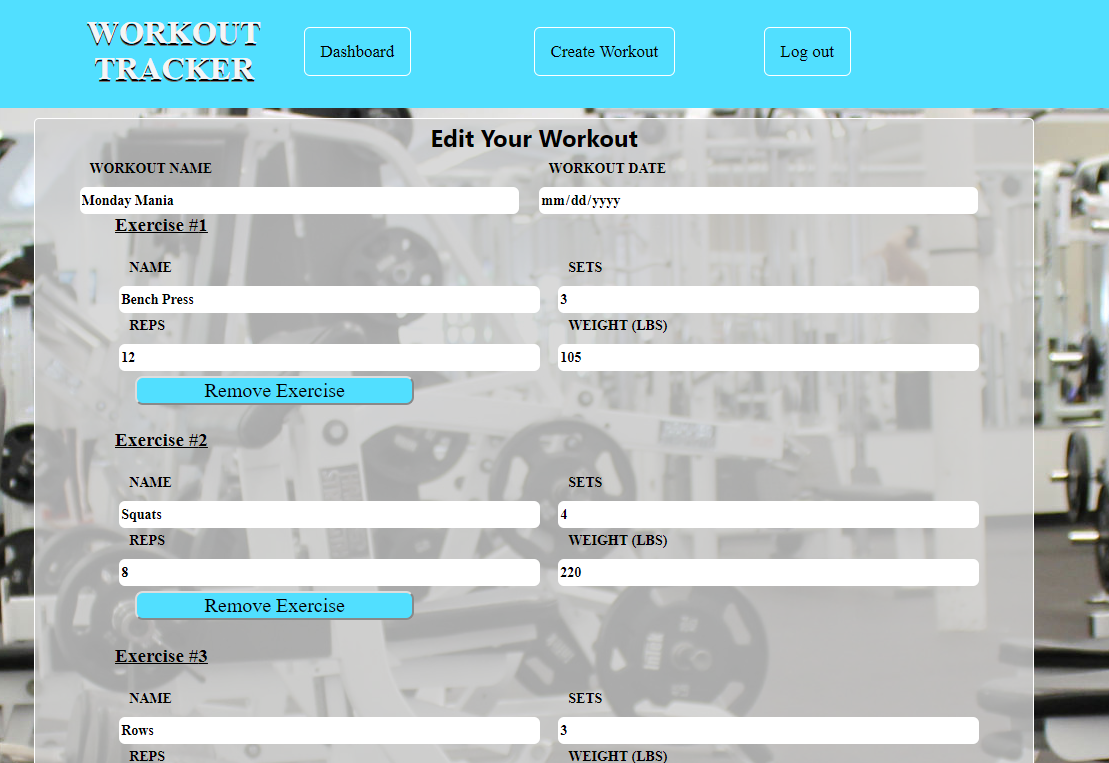 WORKOUT
TRACKER
Dashboard
Create Workout
Log out
Edit Your Workout
WORKOUT NAME
WORKOUT DATE
Monday Mania
mm/dd/yyyy
Exercise #1
NAME
SETS
Bench Press
3
REPS
WEIGHT (LBS)
12
105
Remove Exercise
Exercise #2
NAME
SETS
Squats
4
REPS
WEIGHT (LBS)
8
220
Remove Exercise
Exercise #3
NAME
SETS
Rows
3
REPS
WEIGHT (LBS)